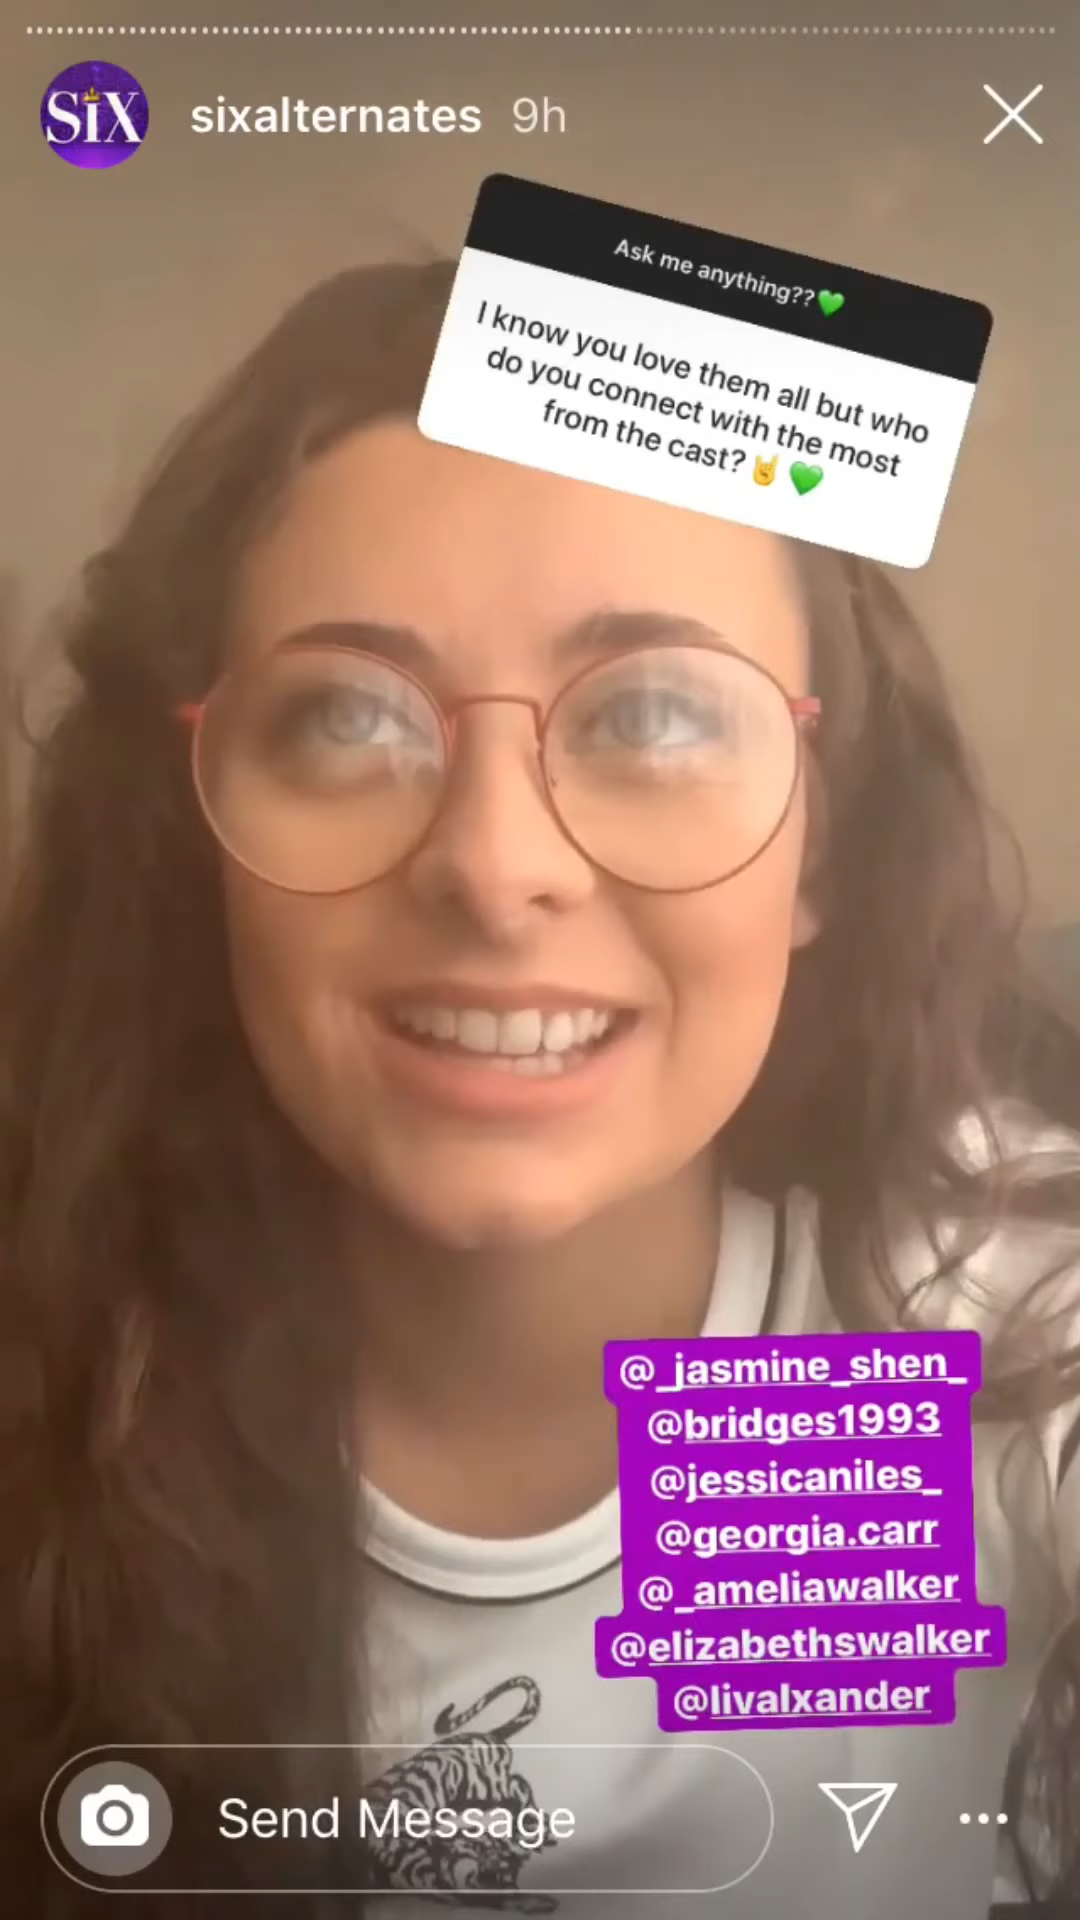 SiX
sixalternates 9h
Ask me anything??💚
I know you love them all but who
do you connect with the most
from the cast?🤘💚
@_jasmine_shen_
@bridges1993
@jessicaniles_
@georgia.carr
@_ameliawalker
@elizabethswalker
@livalxander
Send Message